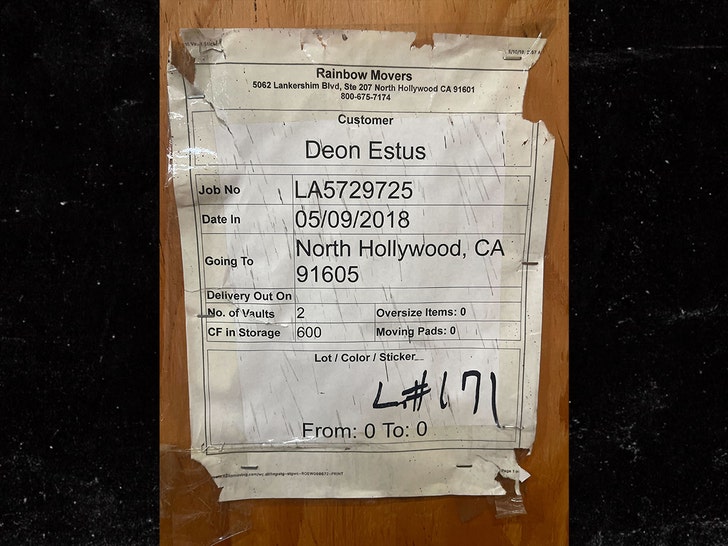 Rainbow Movers
5062 Lankershim Blvd, Ste 207 North Hollywood CA 91601
800-675-7174
Customer
Deon Estus
Job No LA5729725
Date In 05/09/2018
Going To North Hollywood, CA
91605
Delivery Out On
No. of Vaults 2 Oversize Items: 0
CF in Storage 600 Moving Pads: 0
Lot / Color / Sticker
L#171
From: 0 To: 0
Page 1